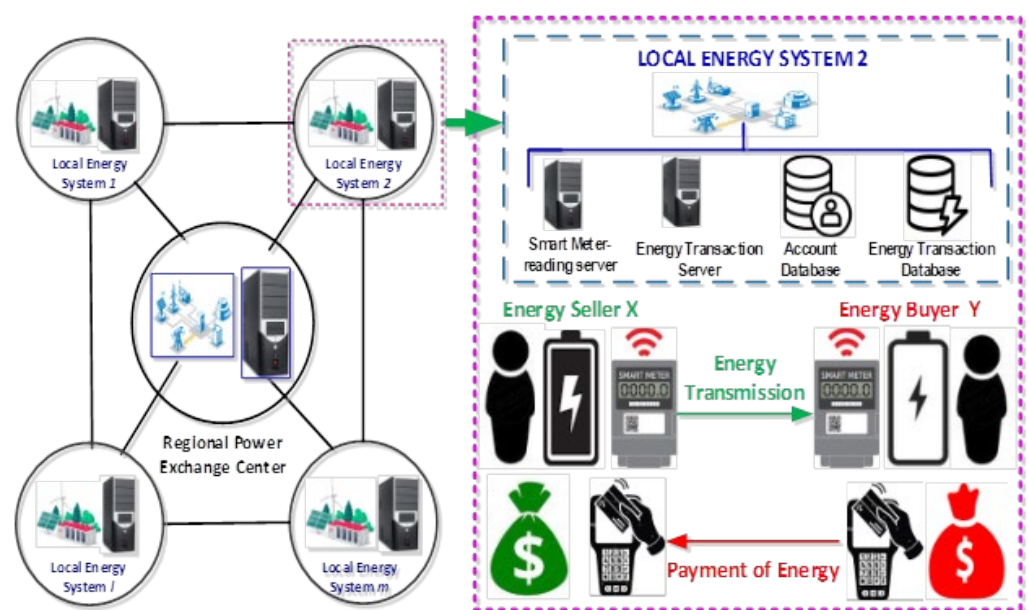 Local Energy
System 1
Local Energy
System 2
Regional Power
Exchange Center
Local Energy
System l
Local Energy
System m
LOCAL ENERGY SYSTEM 2
Smart Meter-
reading server
Energy Transaction
Server
Account
Database
Energy Transaction
Database
Energy Seller X
Energy Buyer Y
SMART METER
0000.0
Energy
Transmission
SMART METER
0000.0
$
$
Payment of Energy